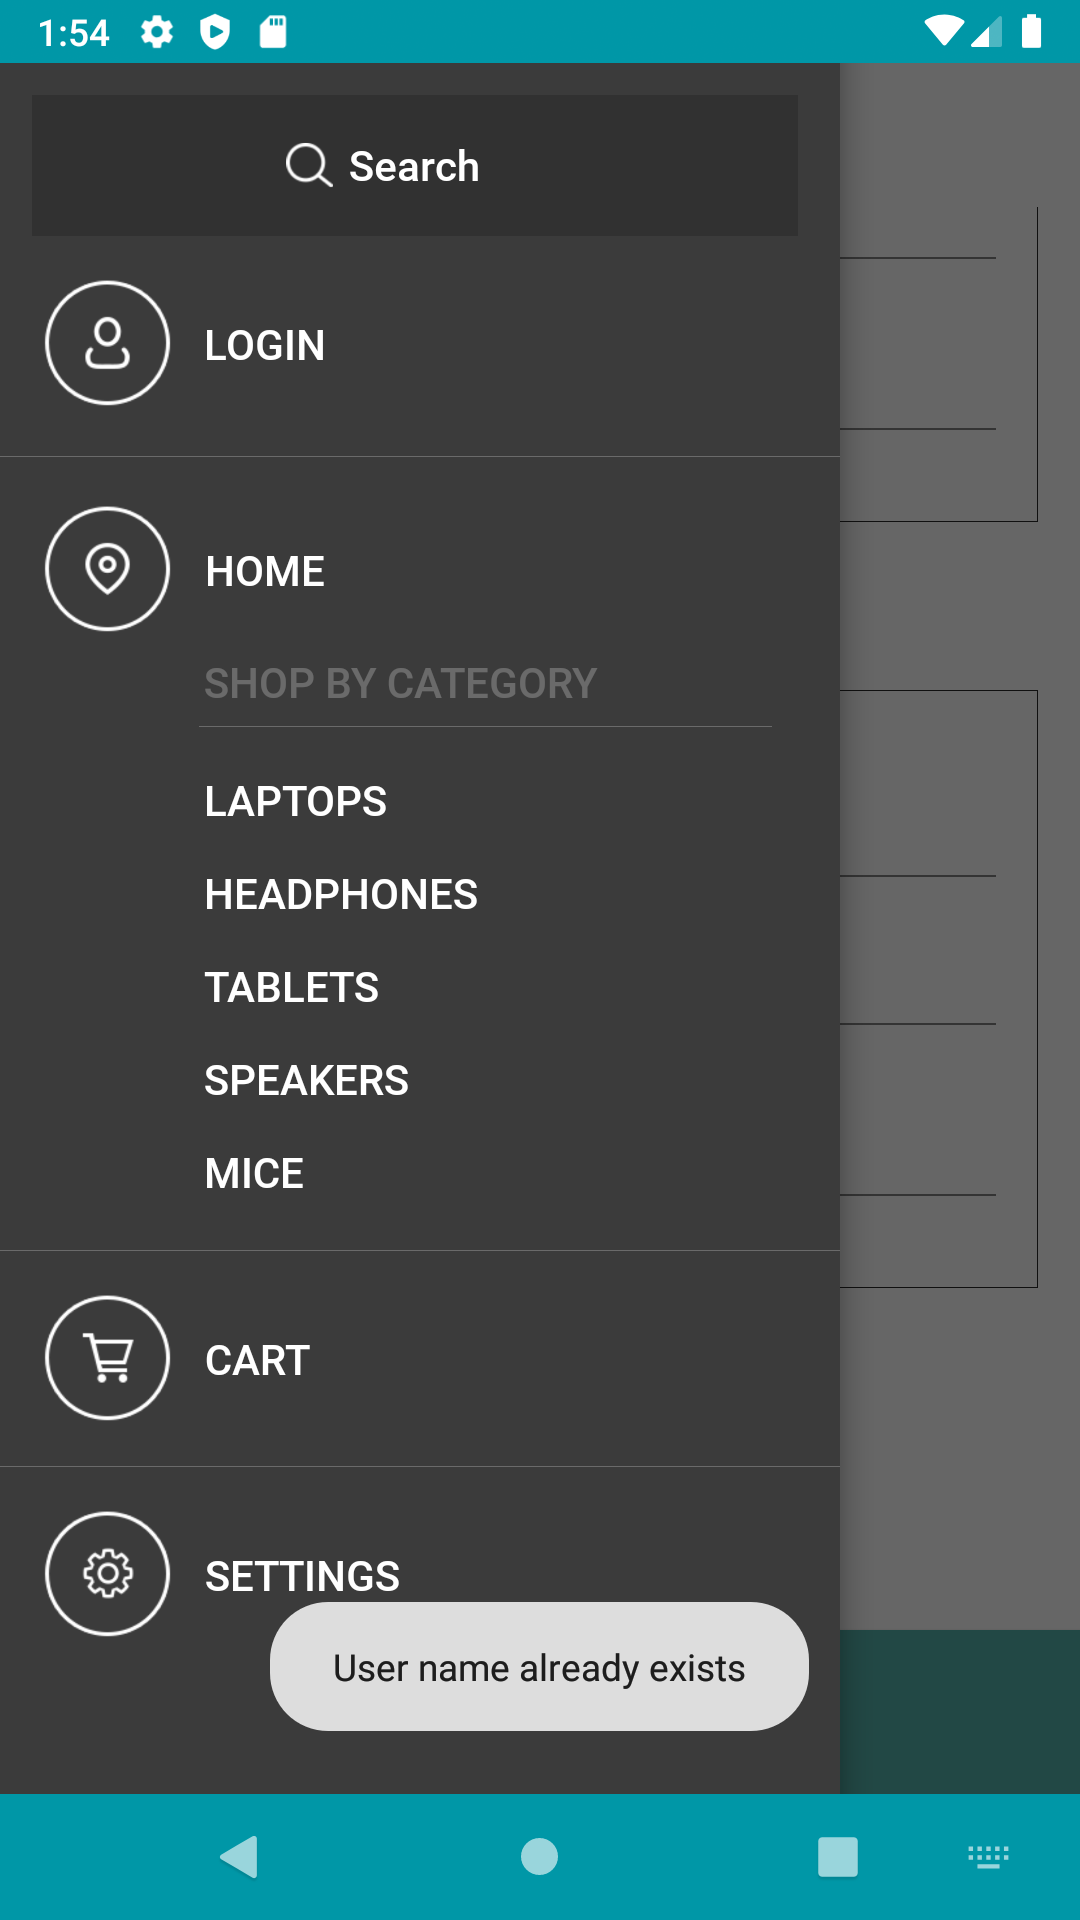 1:54
Search
LOGIN
HOME
SHOP BY CATEGORY
LAPTOPS
HEADPHONES
TABLETS
SPEAKERS
MICE
CART
SETTINGS
User name already exists